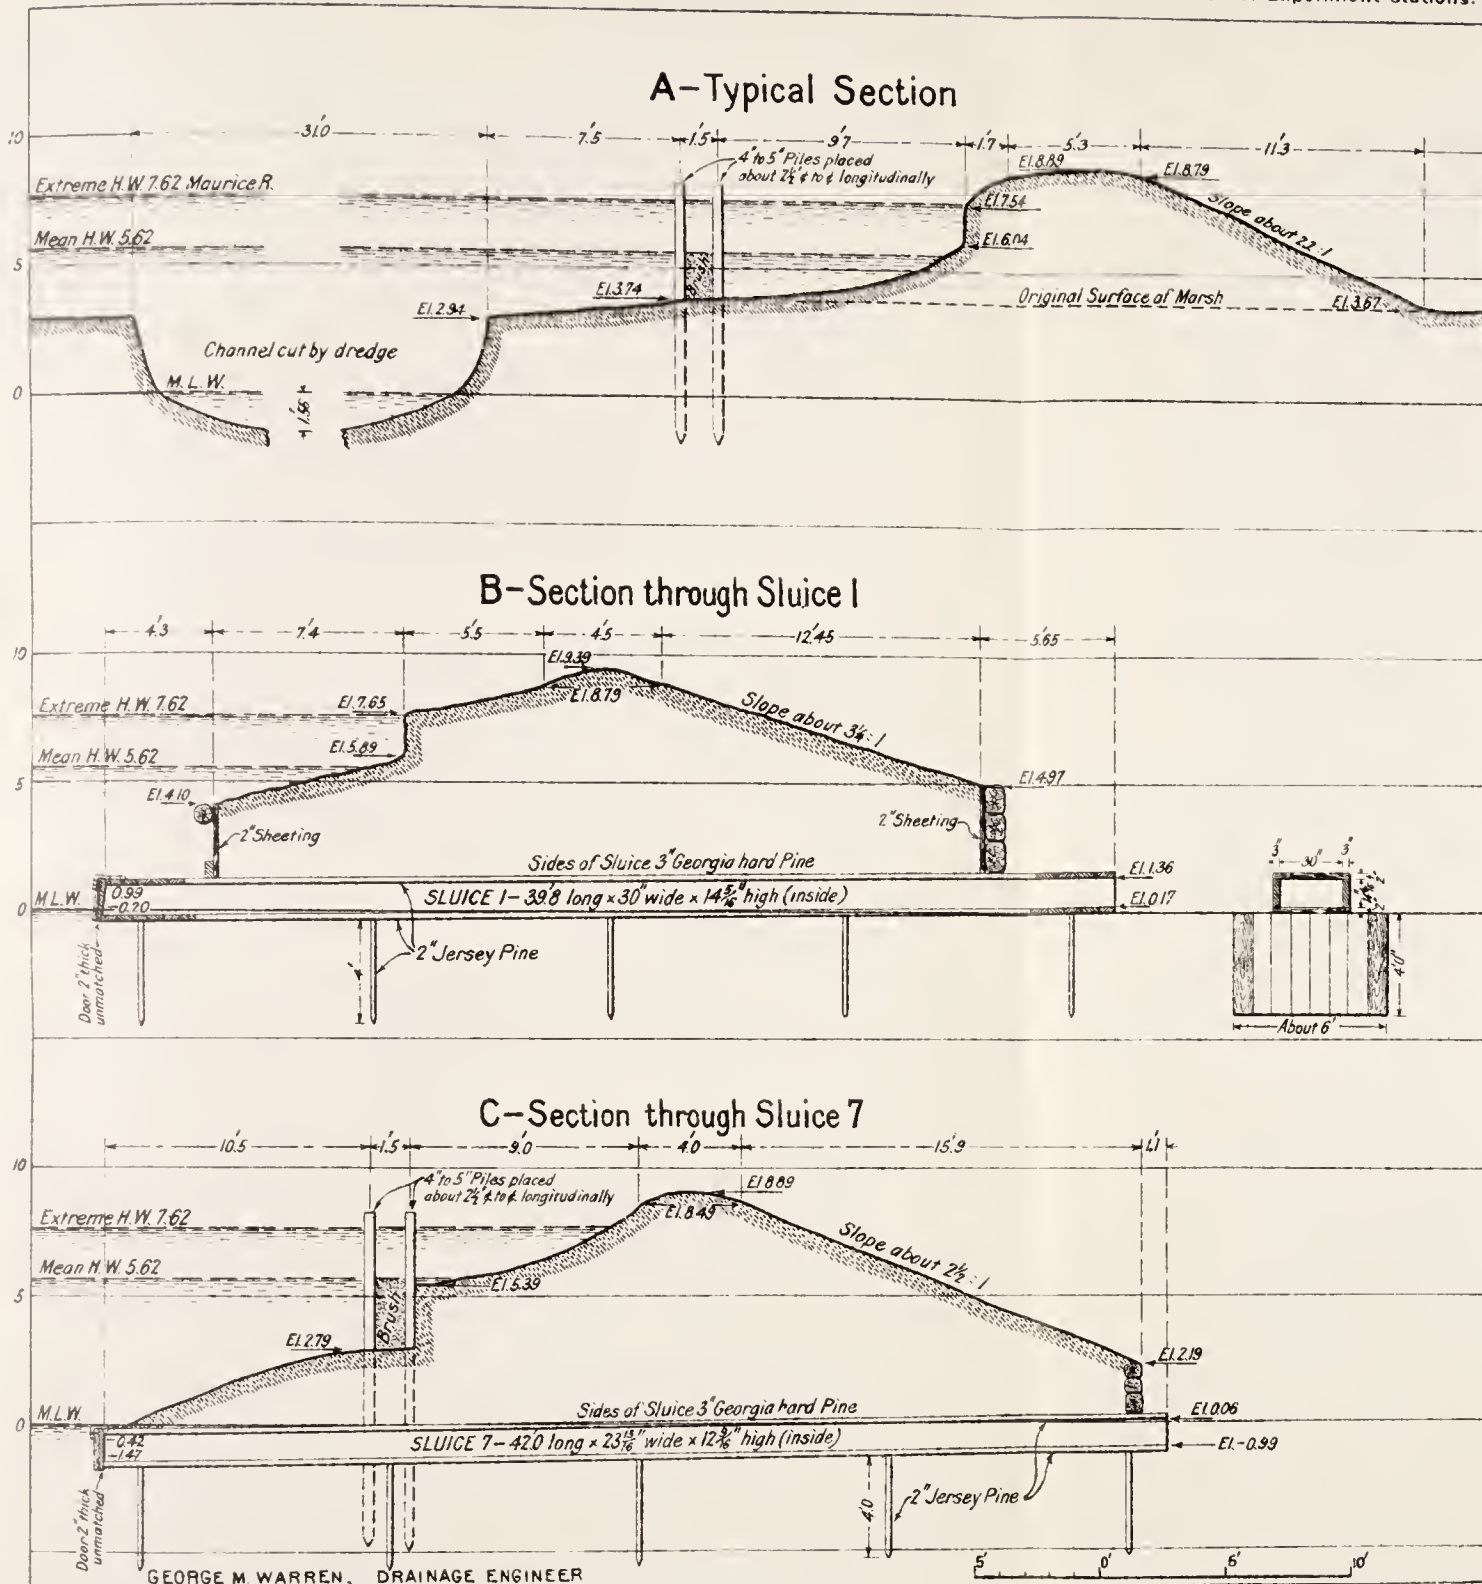 Experiment Stations.
A–Typical Section
31.0 7.5 1.5 9.7 1.7 5.3 11.3
10
4" to 5" Piles placed
about 2½' ¢ to ¢ longitudinally
El.8.89
El.8.79
Extreme H.W. 7.62 Maurice R.
El.7.54
Slope about 2.2:1
Mean H.W. 5.62
El.6.04
5
Brush
El.3.74
Original Surface of Marsh
El.3.67
El.2.94
Channel cut by dredge
M.L.W.
0
B–Section through Sluice 1
4.3 7.4 5.5 4.5 12.45 5.65
10
El.9.39
El.8.79
Extreme H.W. 7.62
El.7.65
Slope about 3¼:1
El.5.89
Mean H.W. 5.62
5
El.4.97
El.4.10
2" Sheeting
2" Sheeting
3" 30" 3"
Sides of Sluice 3" Georgia hard Pine
El.1.36
M.L.W.
0.99
-0.20
SLUICE 1–39.8 long × 30" wide × 14 5/16" high (inside)
El.0.17
0
2" Jersey Pine
Door 2" thick
unmatched
4'0"
About 6'
C–Section through Sluice 7
10.5 1.5 9.0 4.0 15.9 1.1
10
4" to 5" Piles placed
about 2½' ¢ to ¢ longitudinally
El.8.89
El.8.49
Extreme H.W. 7.62
Slope about 2½:1
Mean H.W. 5.62
El.5.39
5
Brush
El.2.79
El.2.19
M.L.W.
Sides of Sluice 3" Georgia hard Pine
El.0.06
0
-0.42
-1.47
SLUICE 7–42.0 long × 23 13/16" wide × 12 9/16" high (inside)
El.-0.99
4.0
2" Jersey Pine
Door 2" thick
unmatched
5' 0' 5' 10'
GEORGE M. WARREN, DRAINAGE ENGINEER